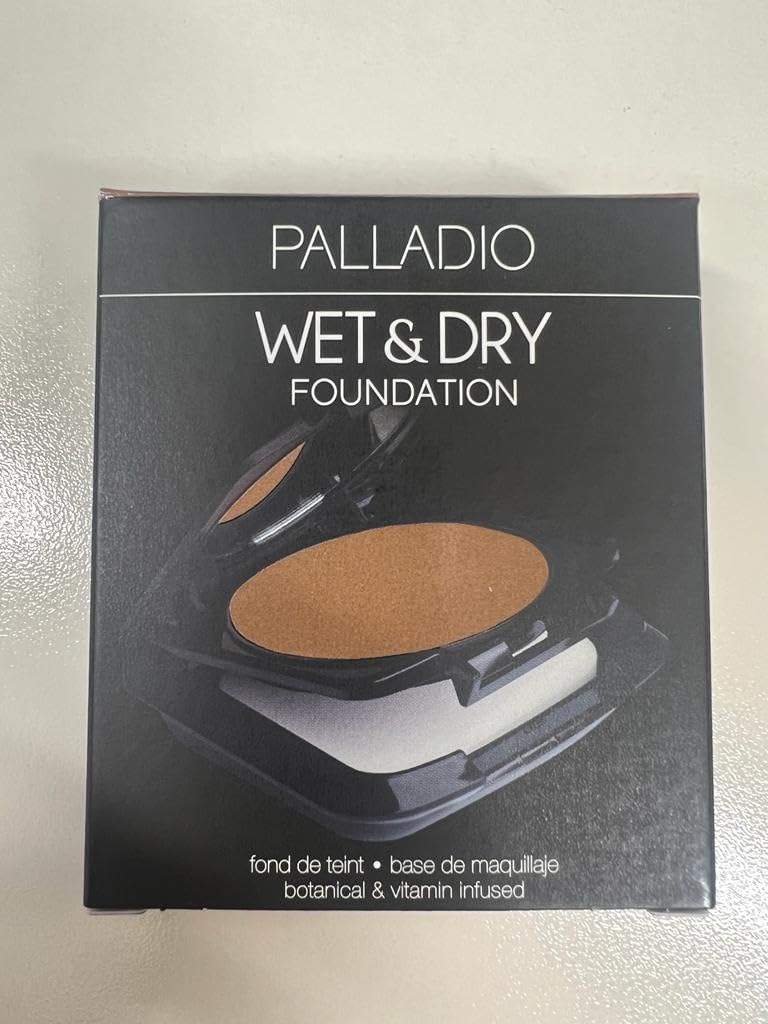 PALLADIO
WET & DRY
FOUNDATION
fond de teint • base de maquillaje
botanical & vitamin infused